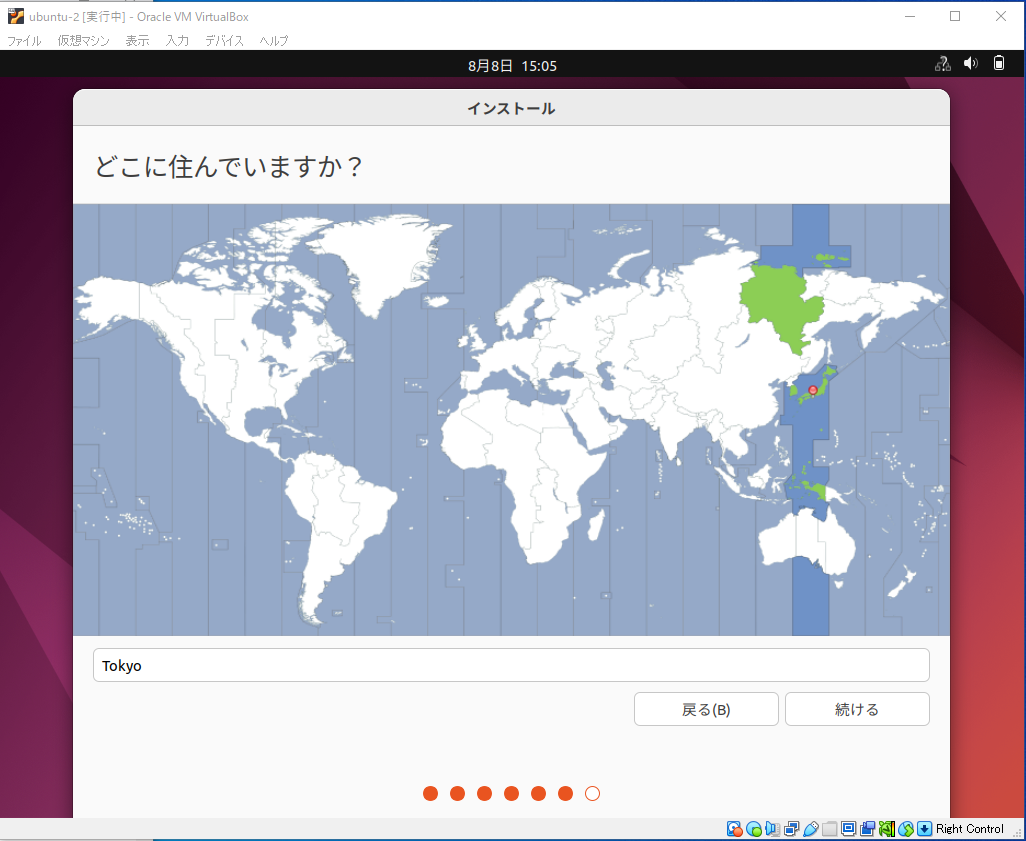 ubuntu-2 [実行中] - Oracle VM VirtualBox
ファイル 仮想マシン 表示 入力 デバイス ヘルプ
8月8日 15:05
インストール
どこに住んでいますか？
Tokyo
戻る(B) 続ける
Right Control